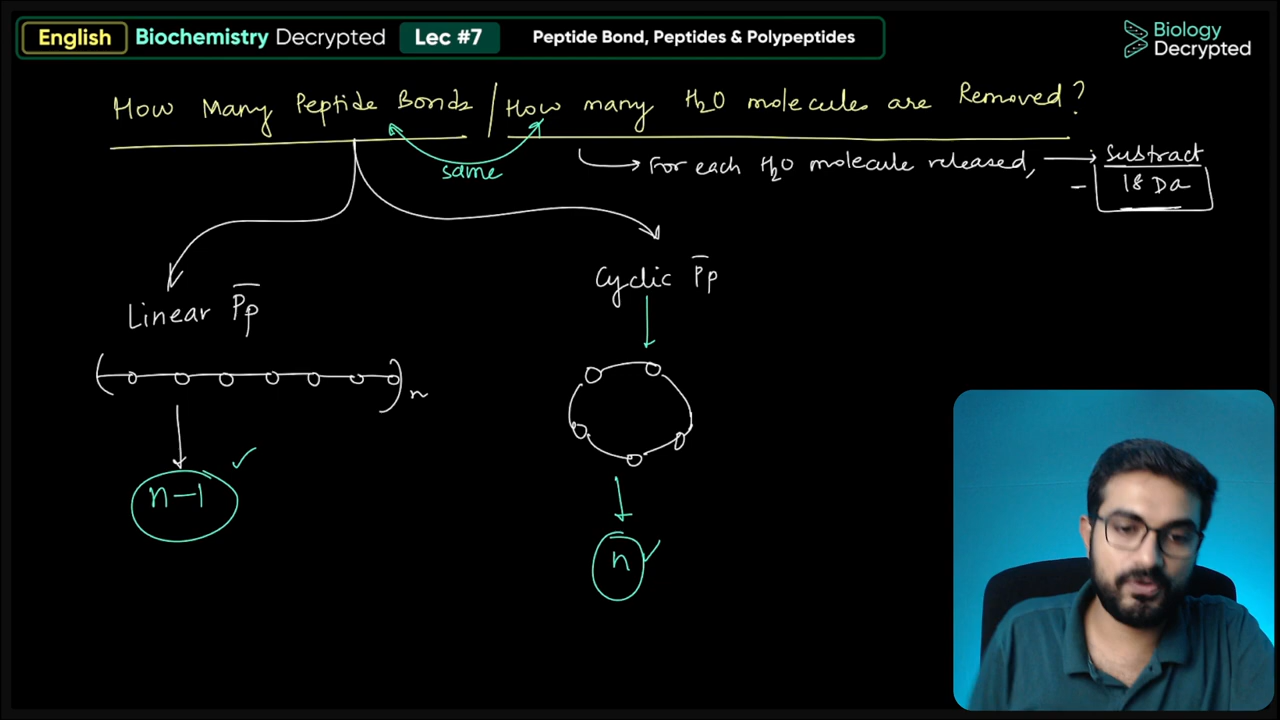 English Biochemistry Decrypted Lec #7 Peptide Bond, Peptides & Polypeptides
Biology
Decrypted
How Many Peptide Bonds / How many H₂O molecules are Removed?
same
For each H₂O molecule released, → Subtract
- 18 Da
Linear P̅p
Cyclic P̅p
n
n-1
n